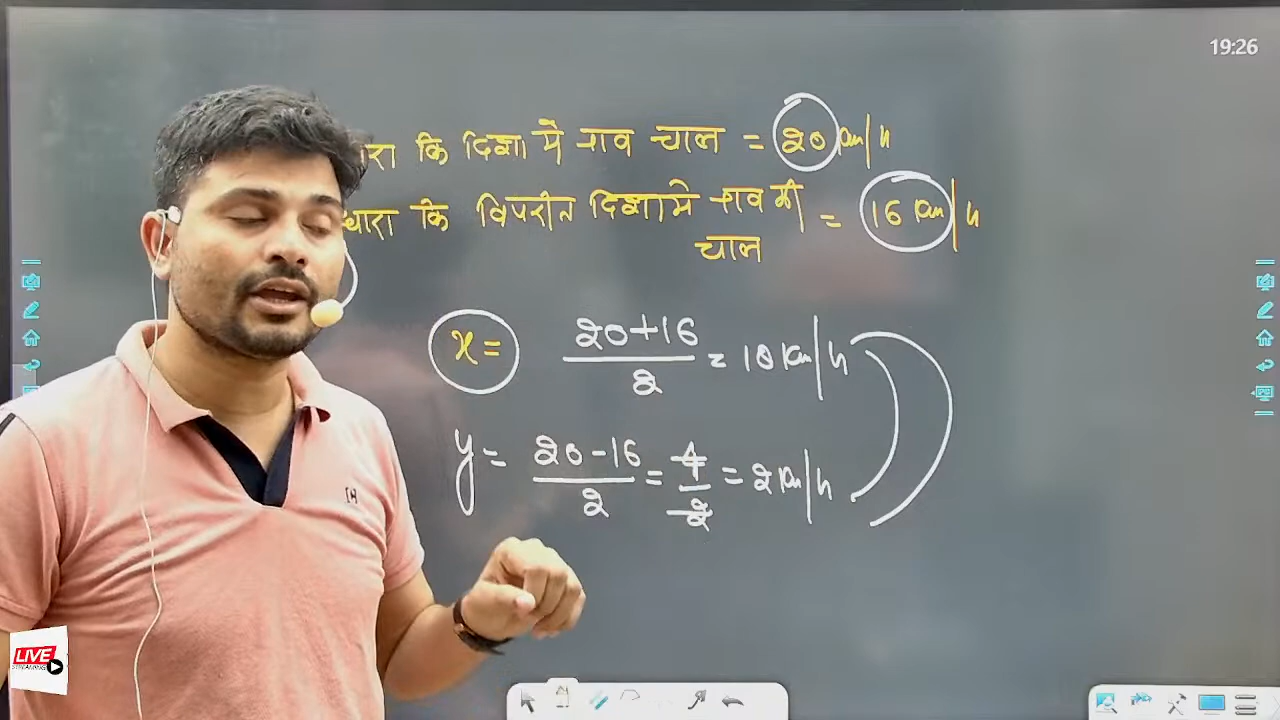 19:26
धारा कि दिशा में नाव चाल = 20 km/h
धारा कि विपरीत दिशा में नाव की = 16 km/h
चाल
x = 20+16/2 = 18 km/h
y = 20-16/2 = 4/2 = 2 km/h
H
LIVE
STREAMING